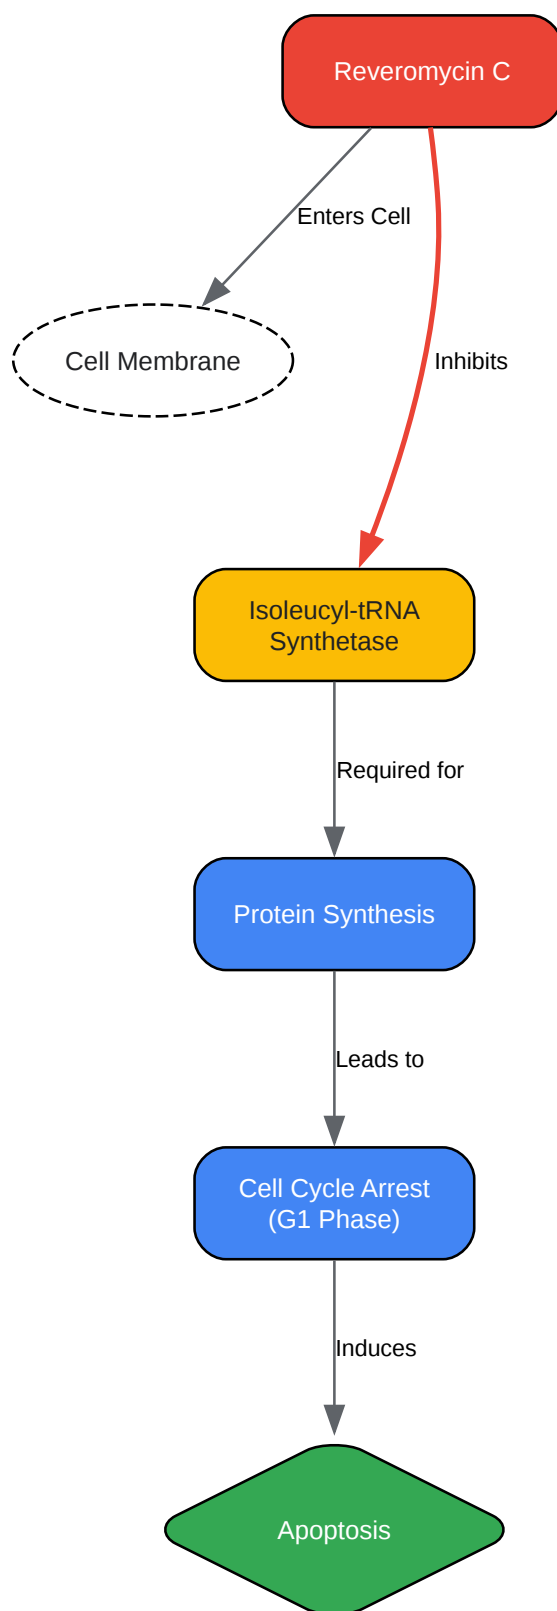 Reveromycin C
Enters Cell
Cell Membrane
Inhibits
Isoleucyl-tRNA
Synthetase
Required for
Protein Synthesis
Leads to
Cell Cycle Arrest
(G1 Phase)
Induces
Apoptosis